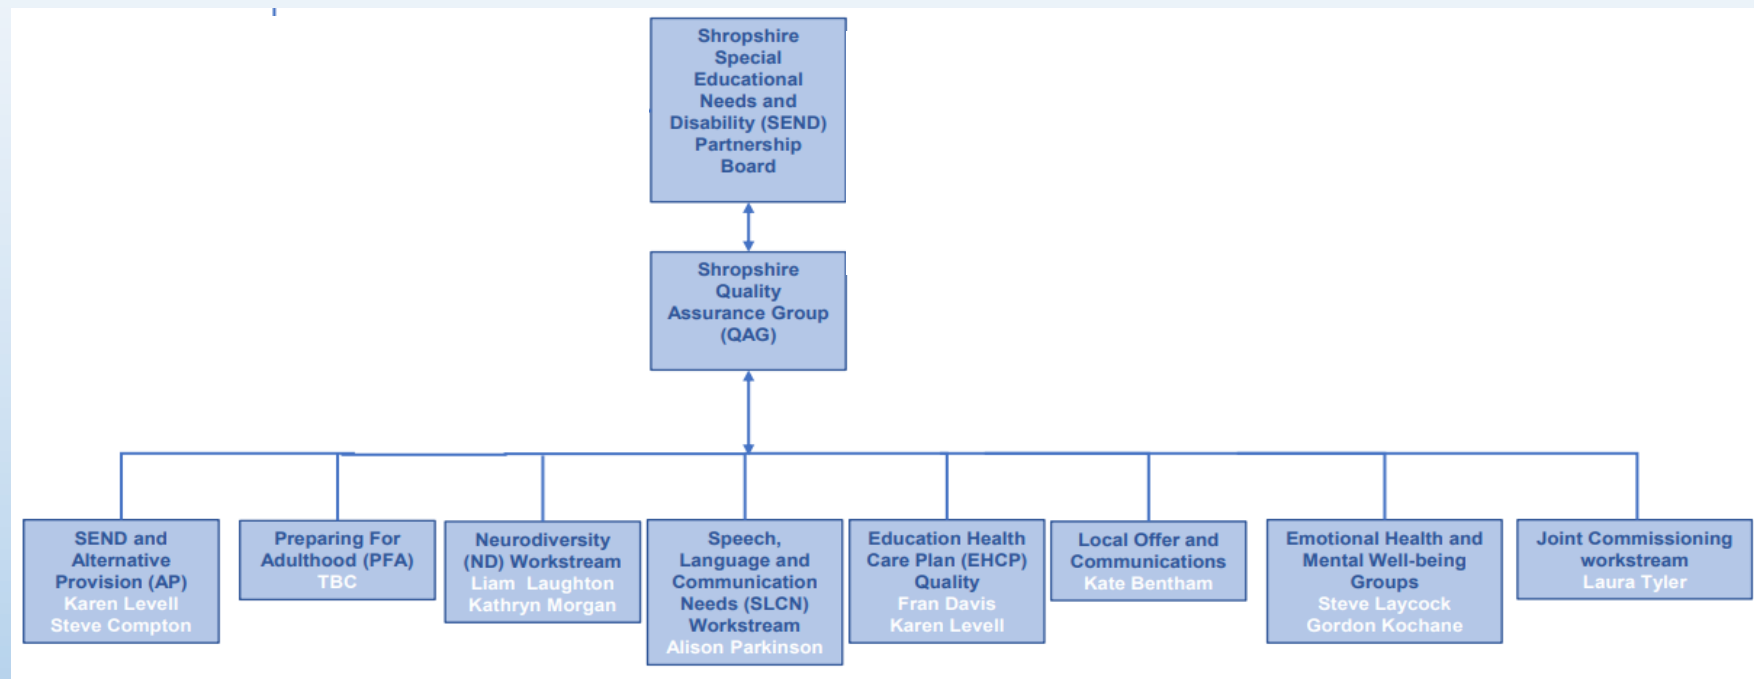 Shropshire
Special
Educational
Needs and
Disability (SEND)
Partnership
Board
Shropshire
Quality
Assurance Group
(QAG)
SEND and
Alternative
Provision (AP)
Karen Levell
Steve Compton
Preparing For
Adulthood (PFA)
TBC
Neurodiversity
(ND) Workstream
Liam Laughton
Kathryn Morgan
Speech,
Language and
Communication
Needs (SLCN)
Workstream
Alison Parkinson
Education Health
Care Plan (EHCP)
Quality
Fran Davis
Karen Levell
Local Offer and
Communications
Kate Bentham
Emotional Health and
Mental Well-being
Groups
Steve Laycock
Gordon Kochane
Joint Commissioning
workstream
Laura Tyler